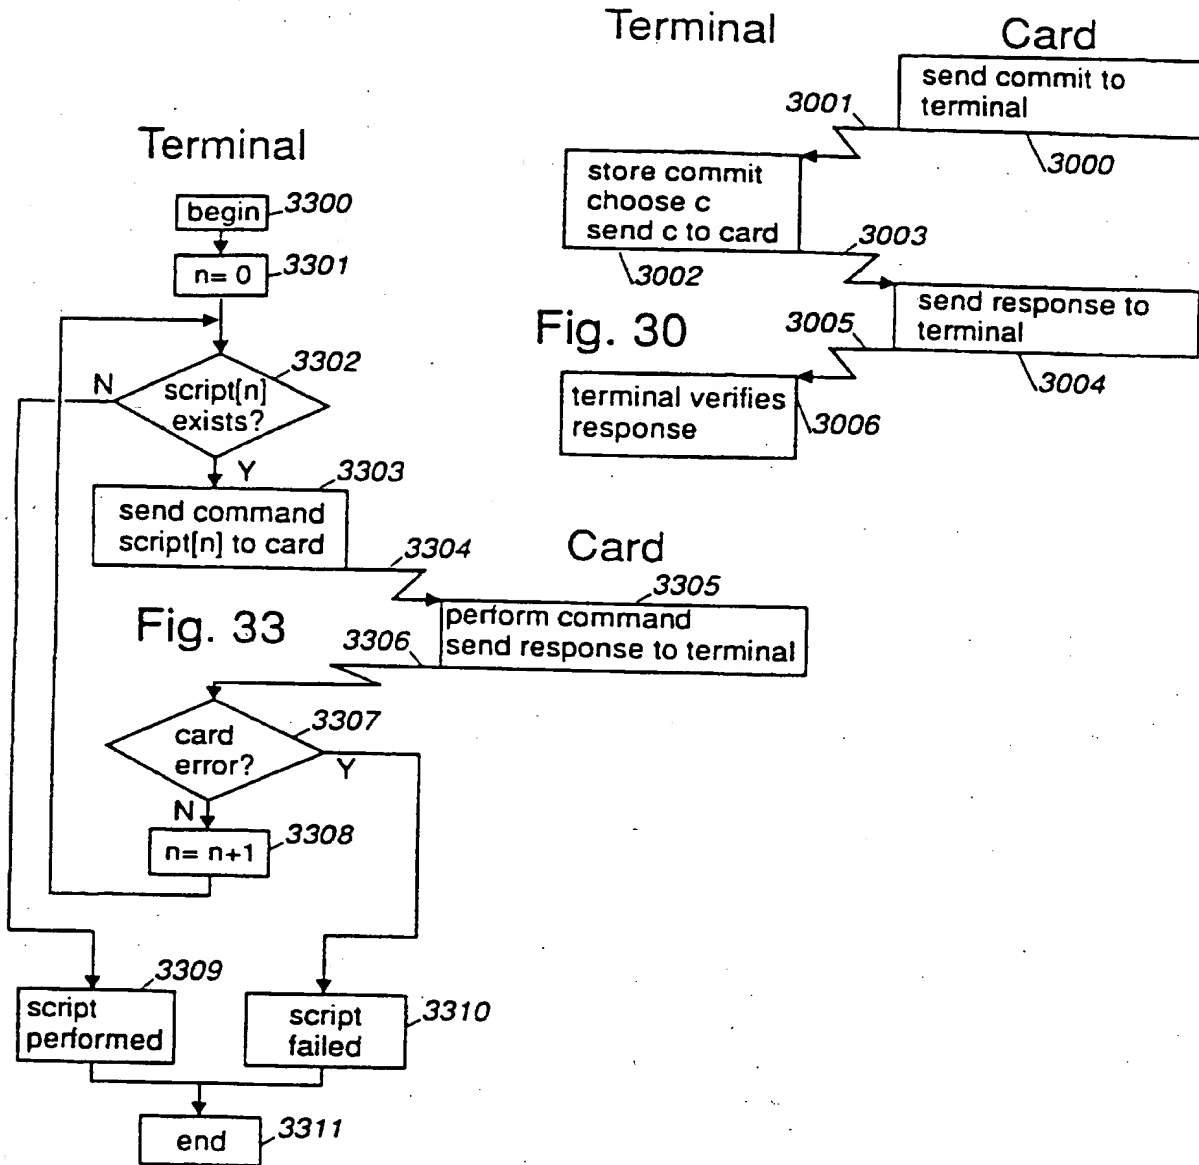 Terminal
Card
send commit to
terminal
3001
3000
store commit
choose c
send c to card
3003
3002
send response to
terminal
Fig. 30
3005
3004
terminal verifies
response
3006
Terminal
begin
3300
n= 0
3301
3302
N
script[n]
exists?
Y
3303
send command
script[n] to card
3304
Card
3305
perform command
send response to terminal
Fig. 33
3306
3307
card
error?
Y
N
3308
n= n+1
3309
script
performed
script
failed
3310
end
3311